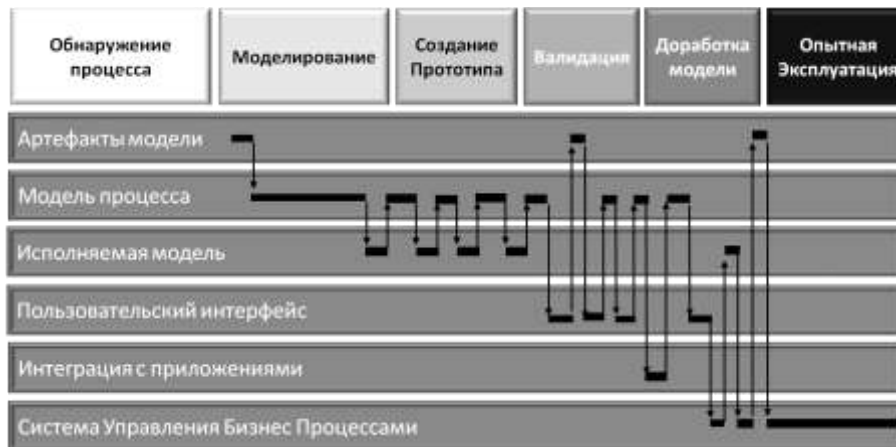 Обнаружение
процесса
Моделирование
Создание
Прототипа
Валидация
Доработка
модели
Опытная
Эксплуатация
Артефакты модели
Модель процесса
Исполняемая модель
Пользовательский интерфейс
Интеграция с приложениями
Система Управления Бизнес Процессами